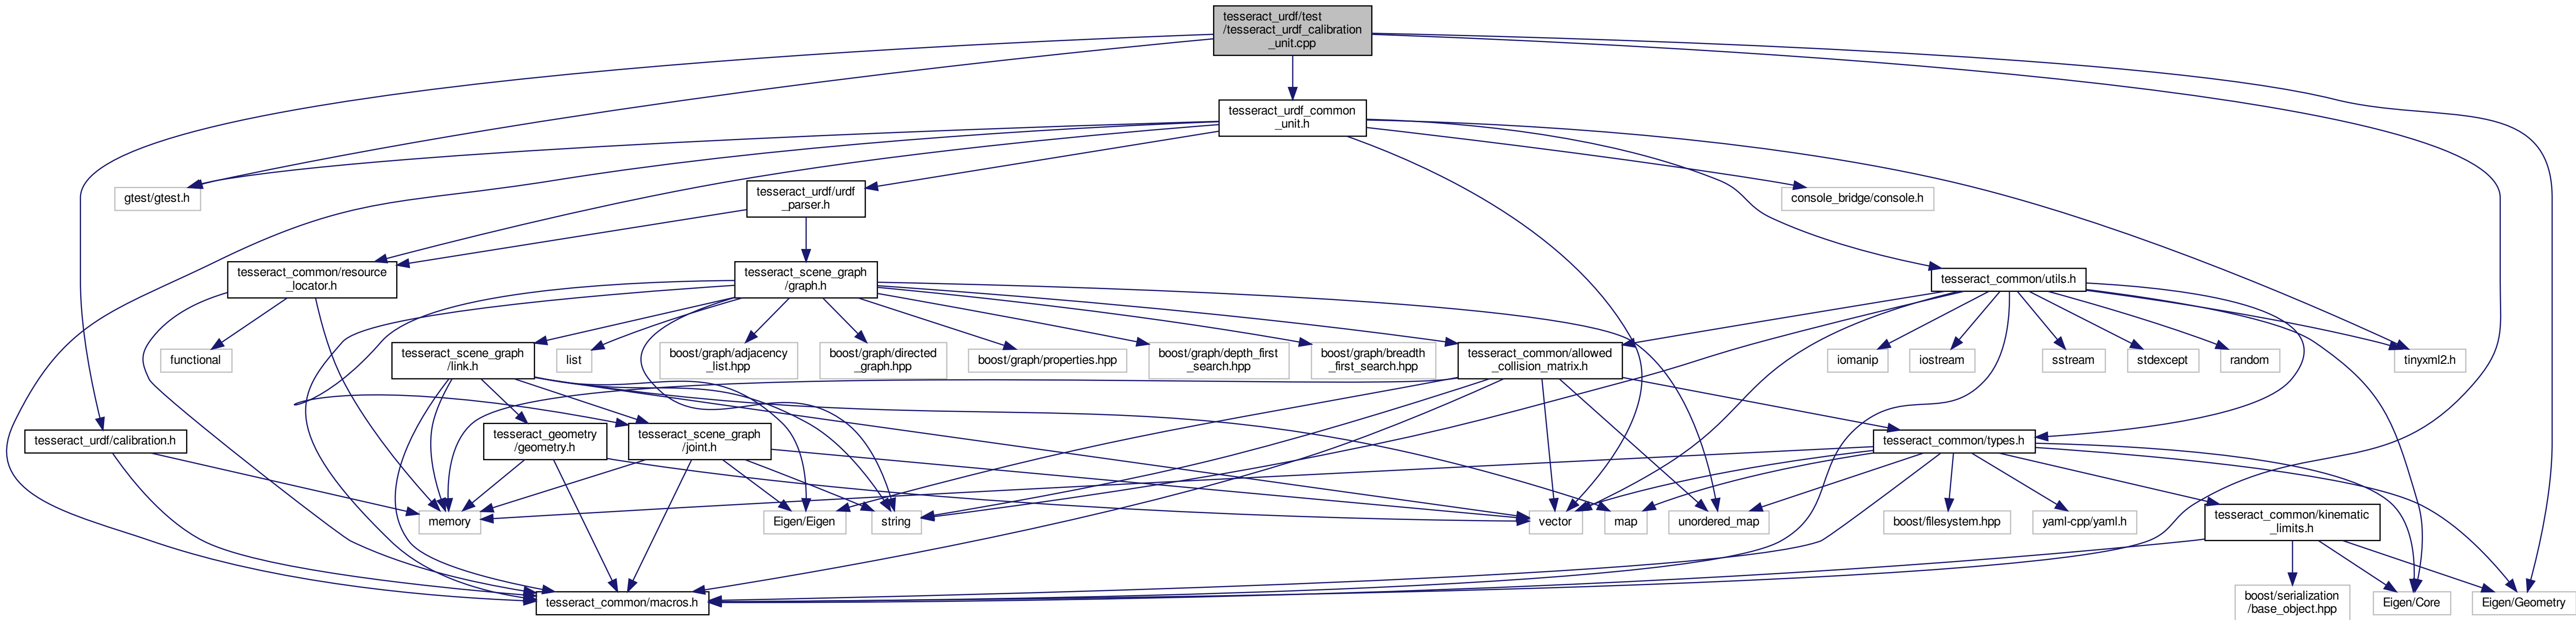 tesseract_urdf/test
/tesseract_urdf_calibration
_unit.cpp
tesseract_urdf_common
_unit.h
gtest/gtest.h
tesseract_urdf/urdf
_parser.h
console_bridge/console.h
tesseract_common/resource
_locator.h
tesseract_scene_graph
/graph.h
tesseract_common/utils.h
functional
tesseract_scene_graph
/link.h
list
boost/graph/adjacency
_list.hpp
boost/graph/directed
_graph.hpp
boost/graph/properties.hpp
boost/graph/depth_first
_search.hpp
boost/graph/breadth
_first_search.hpp
tesseract_common/allowed
_collision_matrix.h
iomanip
iostream
sstream
stdexcept
random
tinyxml2.h
tesseract_urdf/calibration.h
tesseract_geometry
/geometry.h
tesseract_scene_graph
/joint.h
tesseract_common/types.h
memory
Eigen/Eigen
string
vector
map
unordered_map
boost/filesystem.hpp
yaml-cpp/yaml.h
tesseract_common/kinematic
_limits.h
tesseract_common/macros.h
boost/serialization
/base_object.hpp
Eigen/Core
Eigen/Geometry